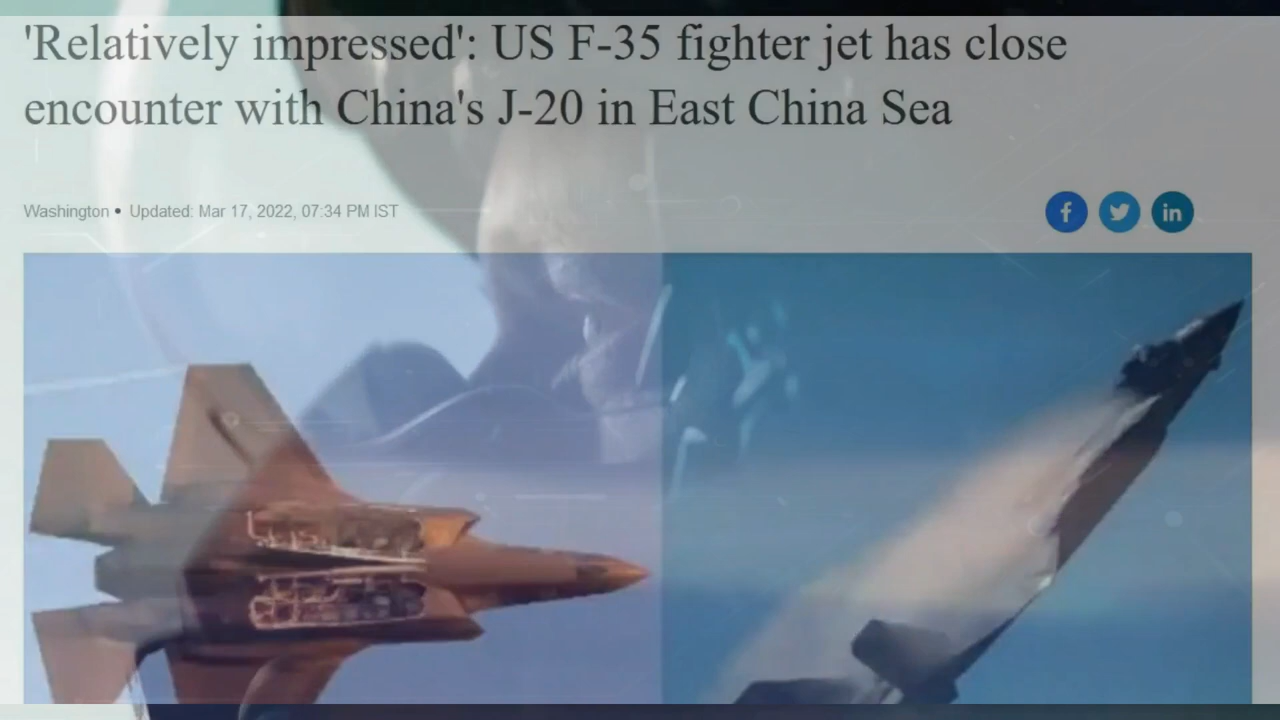 'Relatively impressed': US F-35 fighter jet has close
encounter with China's J-20 in East China Sea
Washington • Updated: Mar 17, 2022, 07:34 PM IST
f
in